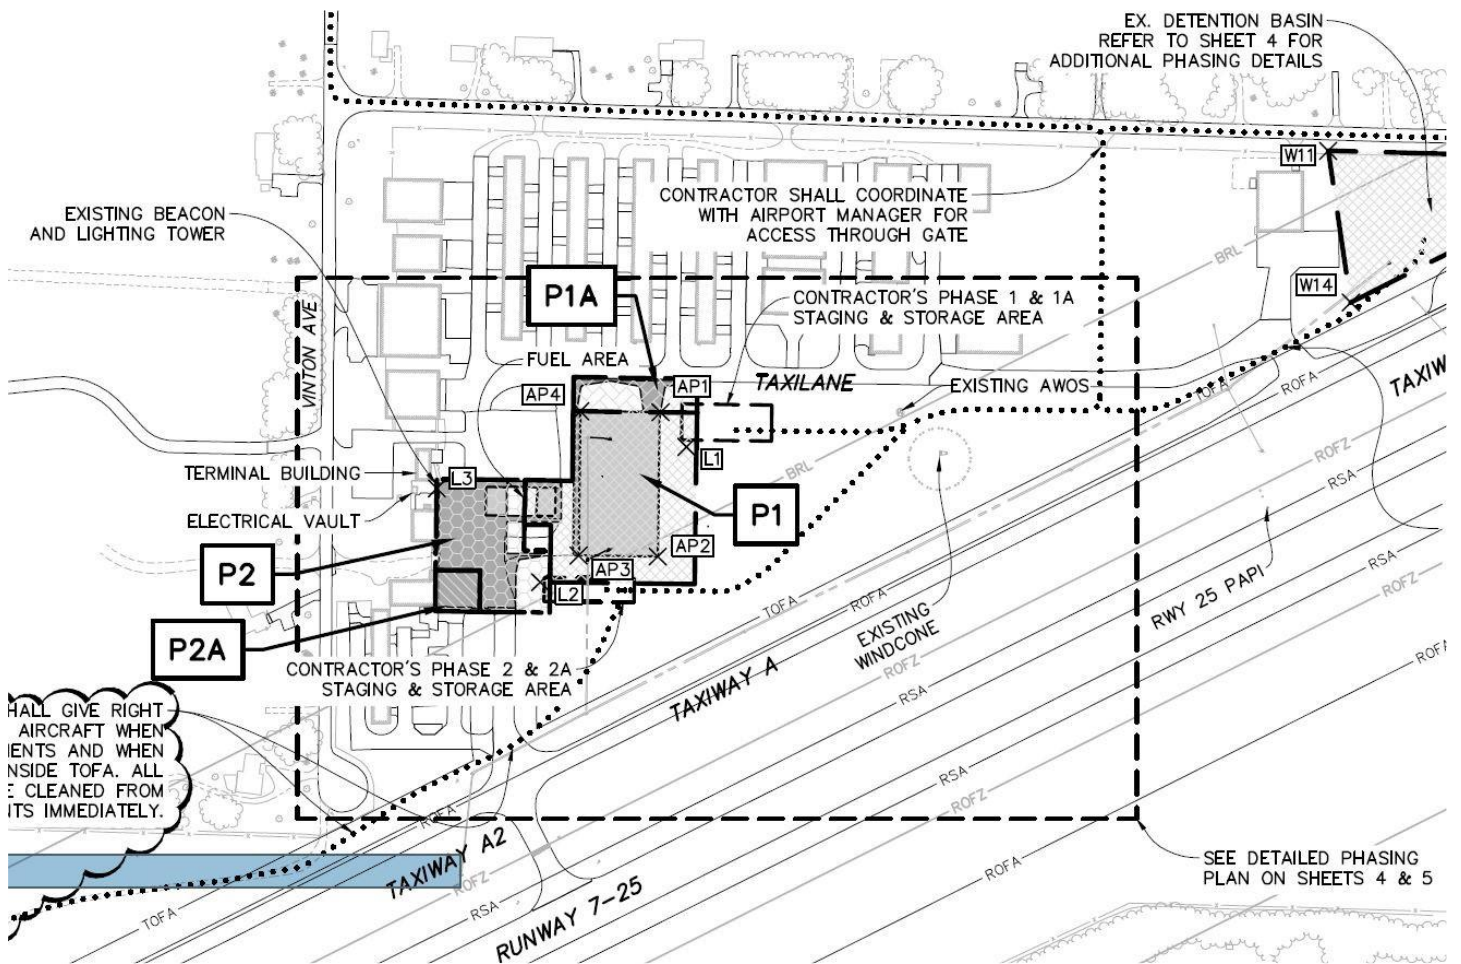 EX. DETENTION BASIN
REFER TO SHEET 4 FOR
ADDITIONAL PHASING DETAILS
W11
CONTRACTOR SHALL COORDINATE
WITH AIRPORT MANAGER FOR
ACCESS THROUGH GATE
EXISTING BEACON
AND LIGHTING TOWER
BRL
W14
P1A
CONTRACTOR'S PHASE 1 & 1A
STAGING & STORAGE AREA
VINTON AVE
FUEL AREA
AP4
AP1
TAXILANE
EXISTING AWOS
TOFA
ROFA
TAXIW
L1
BRL
ROFZ
RSA
TERMINAL BUILDING
L3
ELECTRICAL VAULT
P1
AP2
P2
AP3
L2
TOFA
ROFA
EXISTING
WINDCONE
RWY 25 PAPI
RSA
ROFZ
P2A
CONTRACTOR'S PHASE 2 & 2A
STAGING & STORAGE AREA
TAXIWAY A
ROFZ
RSA
ROFA
HALL GIVE RIGHT
AIRCRAFT WHEN
MENTS AND WHEN
NSIDE TOFA. ALL
E CLEANED FROM
NTS IMMEDIATELY.
RSA
ROFZ
ROFA
TAXIWAY A2
ROFZ
RSA
TOFA
RUNWAY 7-25
ROFA
SEE DETAILED PHASING
PLAN ON SHEETS 4 & 5